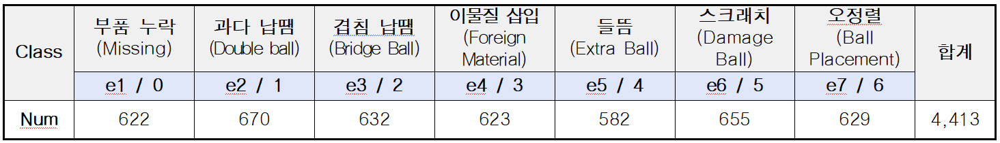 Class
부품 누락
(Missing)
e1 / 0
과다 납땜
(Double ball)
e2 / 1
겹침 납땜
(Bridge Ball)
e3 / 2
이물질 삽입
(Foreign
Material)
e4 / 3
들뜸
(Extra Ball)
e5 / 4
스크래치
(Damage
Ball)
e6 / 5
오정렬
(Ball
Placement)
e7 / 6
합계
Num
622
670
632
623
582
655
629
4,413